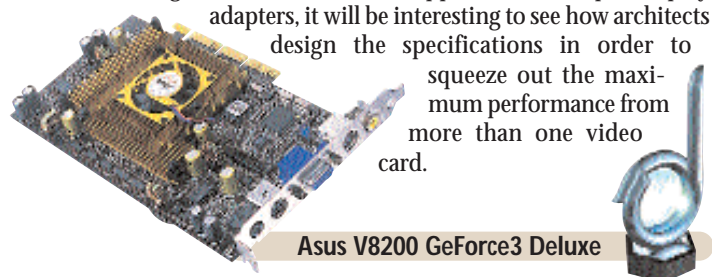 adapters, it will be interesting to see how architects
design the specifications in order to
squeeze out the maxi-
mum performance from
more than one video
card.
Asus V8200 GeForce3 Deluxe